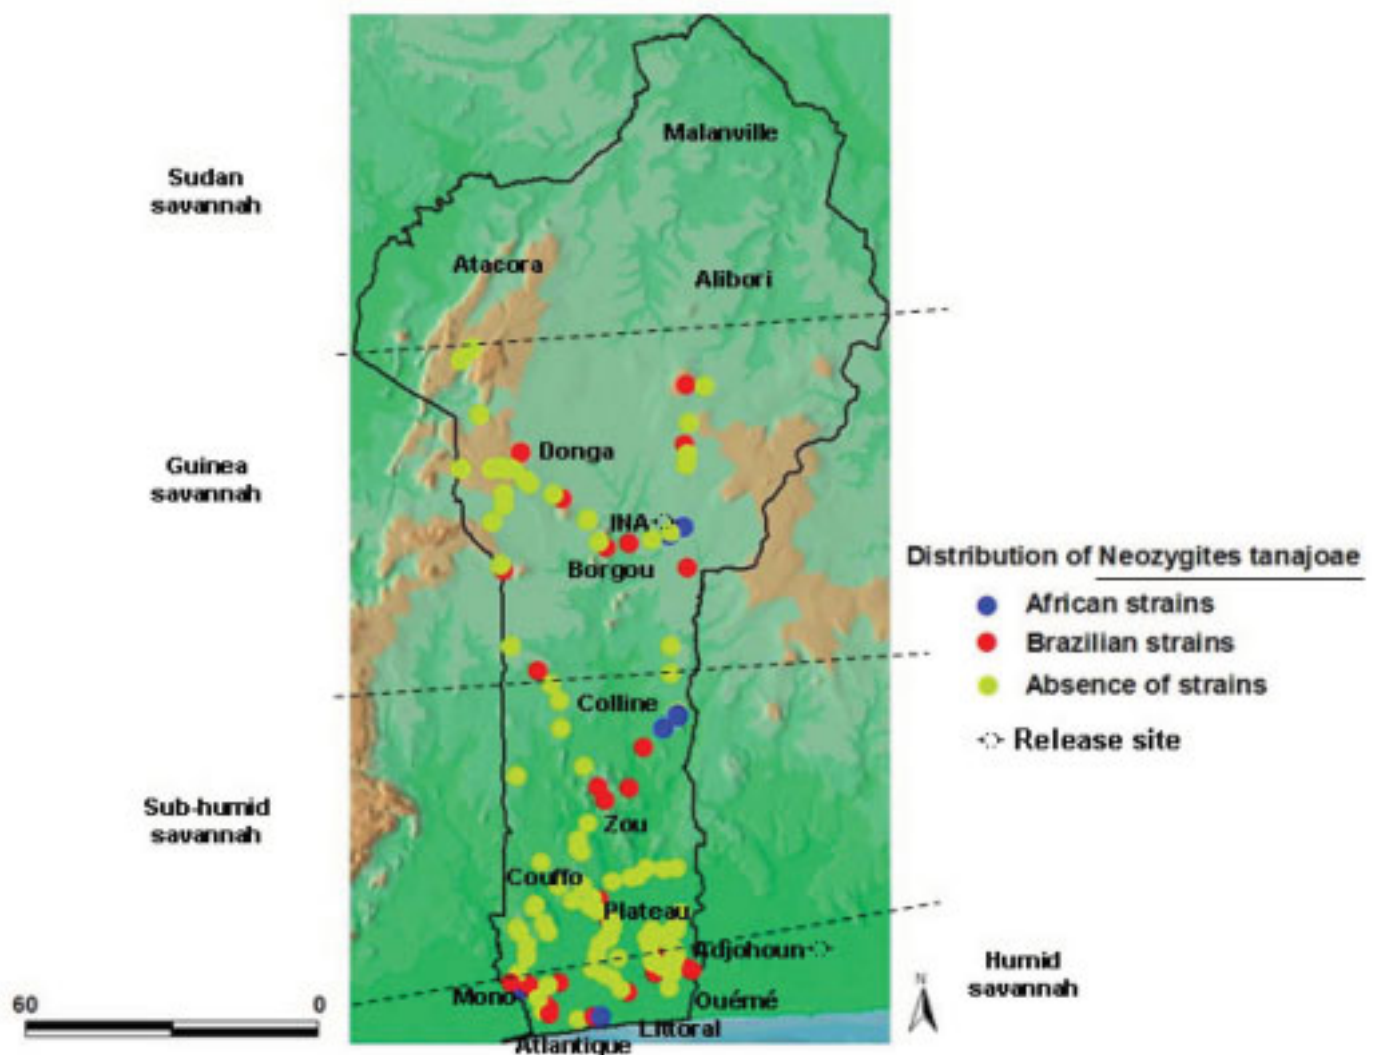 Malanville
Sudan
savannah
Atacora
Alibori
Guinea
savannah
Donga
INA
Borgou
Distribution of Neozygites tanajoae
African strains
Brazilian strains
Absence of strains
Release site
Colline
Sub-humid
savannah
Zou
Couffo
Plateau
Adjohoun
Humid
savannah
N
60
0
Mono
Ouémé
Littoral
Atlantique